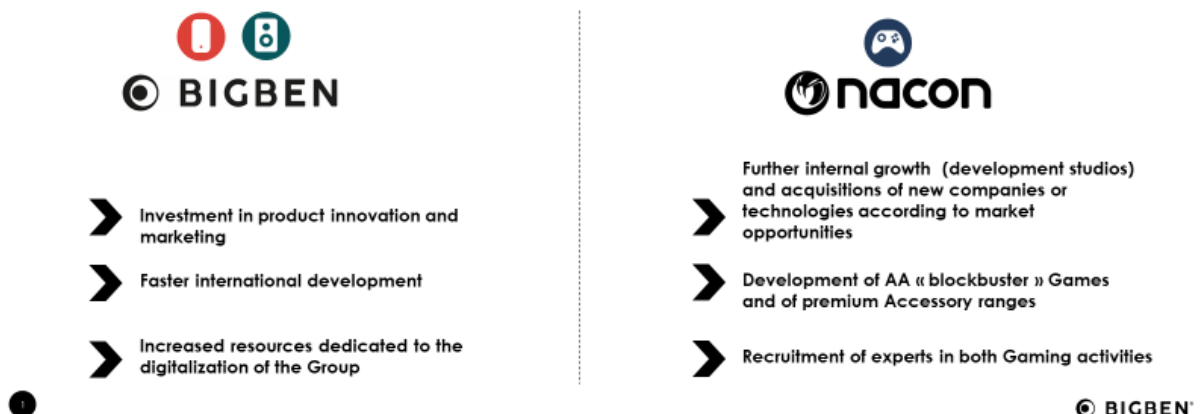 BIGBEN
Investment in product innovation and
marketing
Faster international development
Increased resources dedicated to the
digitalization of the Group
nacon
Further internal growth (development studios)
and acquisitions of new companies or
technologies according to market
opportunities
Development of AA « blockbuster » Games
and of premium Accessory ranges
Recruitment of experts in both Gaming activities
1
BIGBEN®